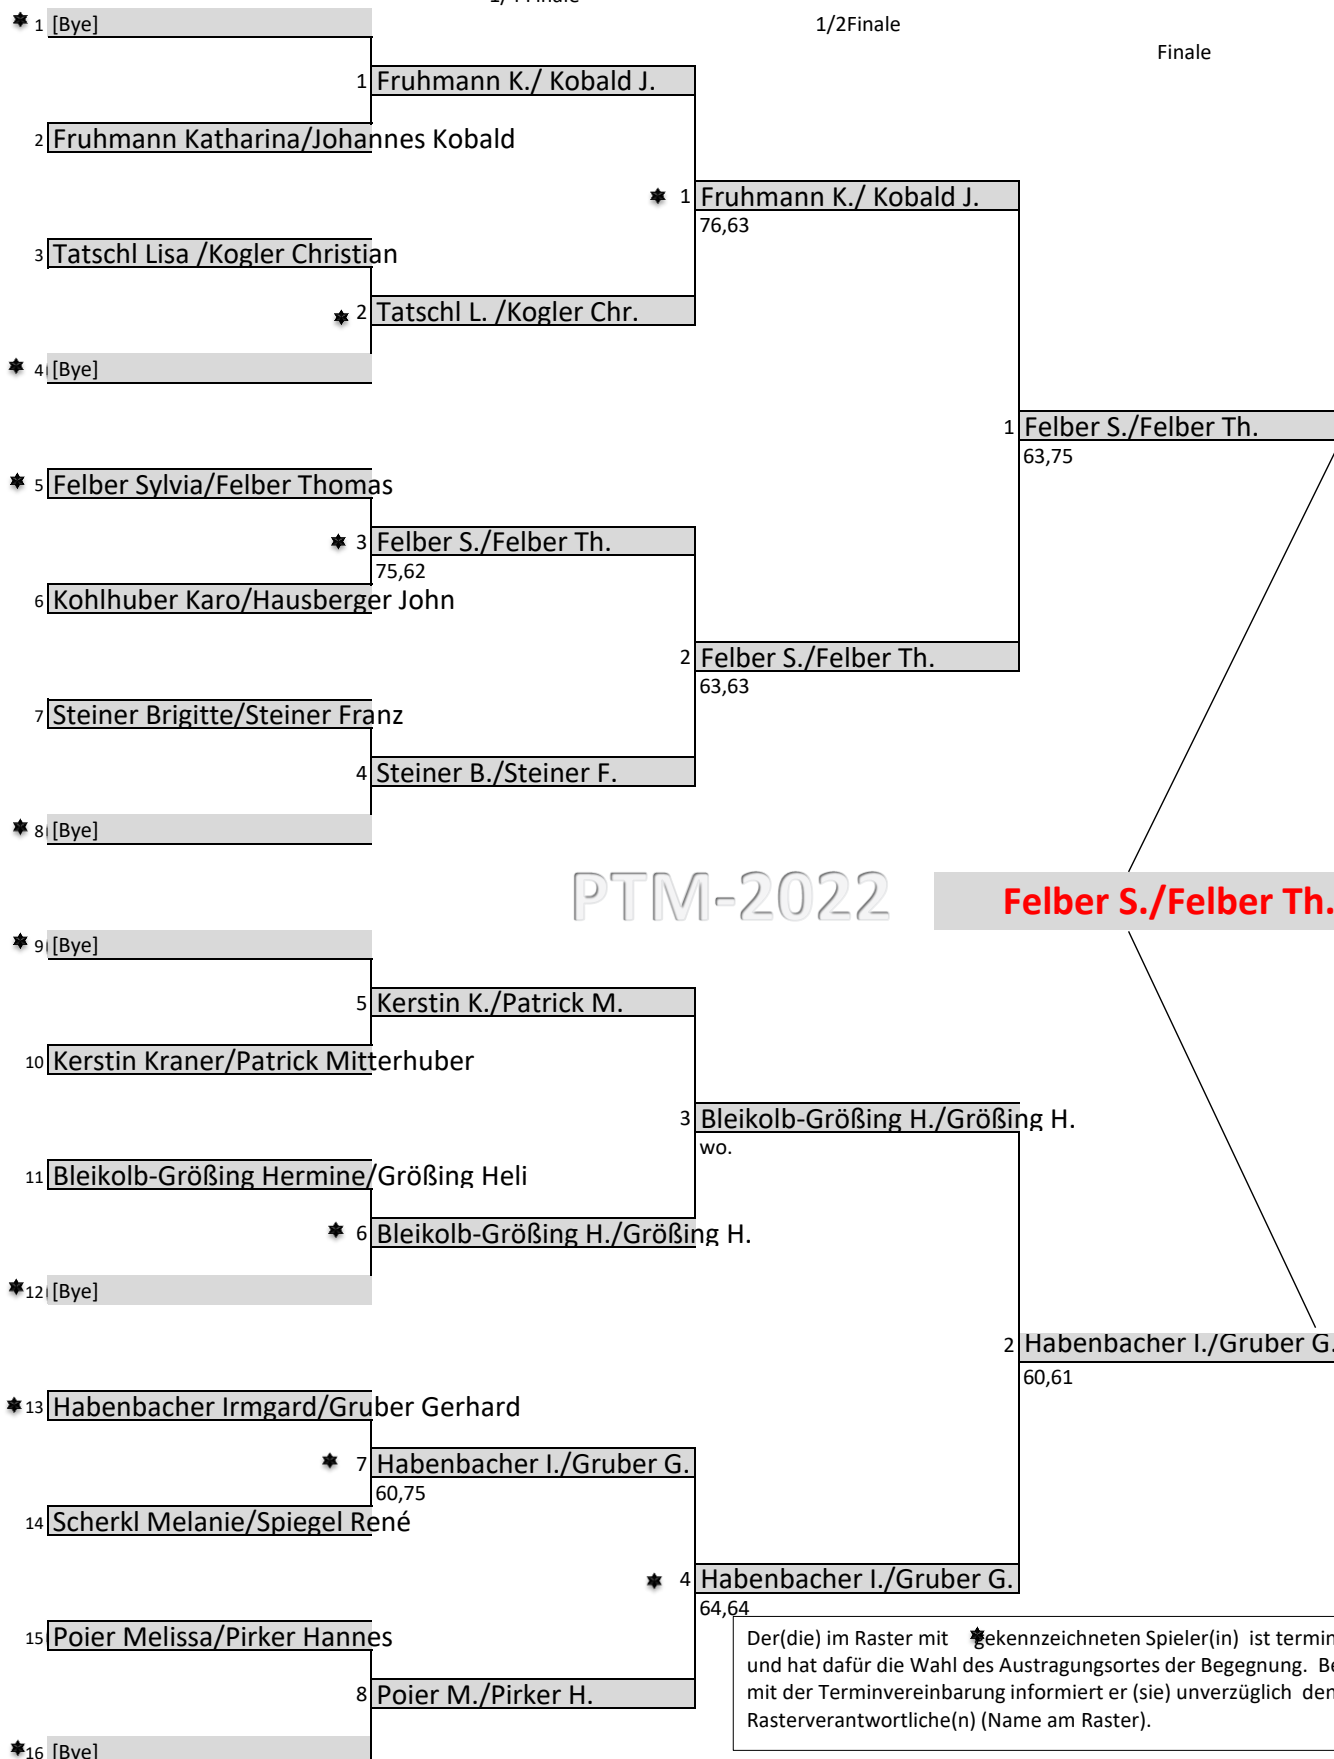 1/4 Finale
1/2Finale
Finale
1 [Bye]
1 Fruhmann K./ Kobald J.
2 Fruhmann Katharina/Johannes Kobald
1 Fruhmann K./ Kobald J.
76,63
3 Tatschl Lisa /Kogler Christian
2 Tatschl L. /Kogler Chr.
4 [Bye]
1 Felber S./Felber Th.
63,75
5 Felber Sylvia/Felber Thomas
3 Felber S./Felber Th.
75,62
6 Kohlhuber Karo/Hausberger John
2 Felber S./Felber Th.
63,63
7 Steiner Brigitte/Steiner Franz
4 Steiner B./Steiner F.
8 [Bye]
PTM-2022
Felber S./Felber Th.
9 [Bye]
5 Kerstin K./Patrick M.
10 Kerstin Kraner/Patrick Mitterhuber
3 Bleikolb-Größing H./Größing H.
wo.
11 Bleikolb-Größing Hermine/Größing Heli
6 Bleikolb-Größing H./Größing H.
12 [Bye]
2 Habenbacher I./Gruber G.
60,61
13 Habenbacher Irmgard/Gruber Gerhard
7 Habenbacher I./Gruber G.
60,75
14 Scherkl Melanie/Spiegel René
4 Habenbacher I./Gruber G.
64,64
15 Poier Melissa/Pirker Hannes
8 Poier M./Pirker H.
16 [Bye]
Der(die) im Raster mit gekennzeichneten Spieler(in) ist termin
und hat dafür die Wahl des Austragungsortes der Begegnung. Be
mit der Terminvereinbarung informiert er (sie) unverzüglich den
Rasterverantwortliche(n) (Name am Raster).